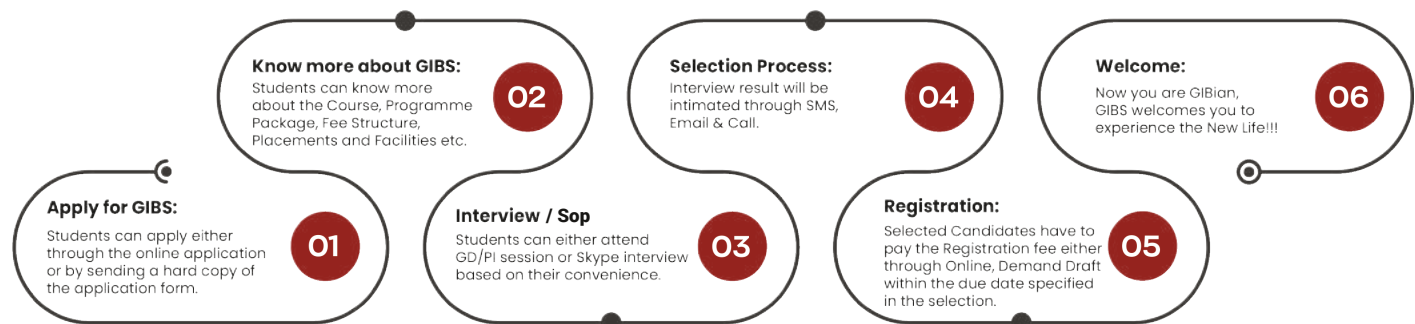 Apply for GIBS:
Students can apply either
through the online application
or by sending a hard copy of
the application form.
01
Know more about GIBS:
Students can know more
about the Course, Programme
Package, Fee Structure,
Placements and Facilities etc.
02
Interview / Sop
Students can either attend
GD/PI session or Skype interview
based on their convenience.
03
Selection Process:
Interview result will be
intimated through SMS,
Email & Call.
04
Registration:
Selected Candidates have to
pay the Registration fee either
through Online, Demand Draft
within the due date specified
in the selection.
05
Welcome:
Now you are GIBian,
GIBS welcomes you to
experience the New Life!!!
06